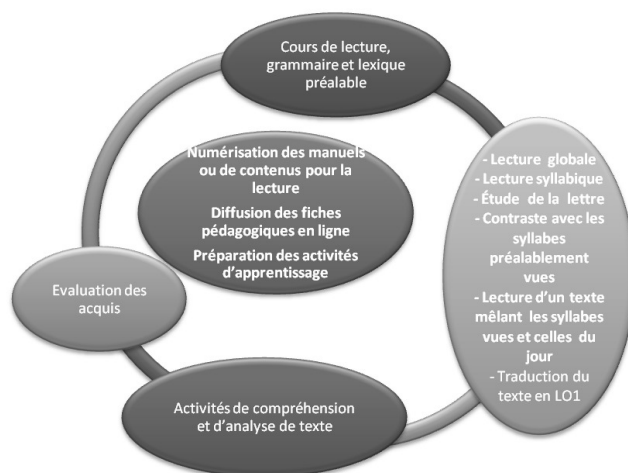 Cours de lecture,
grammaire et lexique
préalable
Numérisation des manuels
ou de contenus pour la
lecture
Diffusion des fiches
pédagogiques en ligne
Préparation des activités
d'apprentissage
- Lecture globale
- Lecture syllabique
- Étude de la lettre
- Contraste avec les
syllabes
préalablement
vues
- Lecture d'un texte
mêlant les syllabes
vues et celles du
jour
- Traduction du
texte en LO1
Evaluation des
acquis
Activités de compréhension
et d'analyse de texte